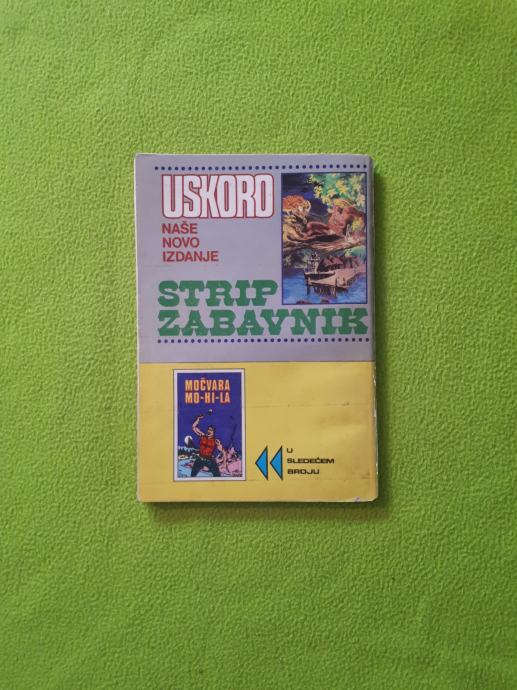 USKORO
NAŠE
NOVO
IZDANJE
STRIP
ZABAVNIK
MOČVARA
MO-HI-LA
U
SLEDEĆEM
BROJU